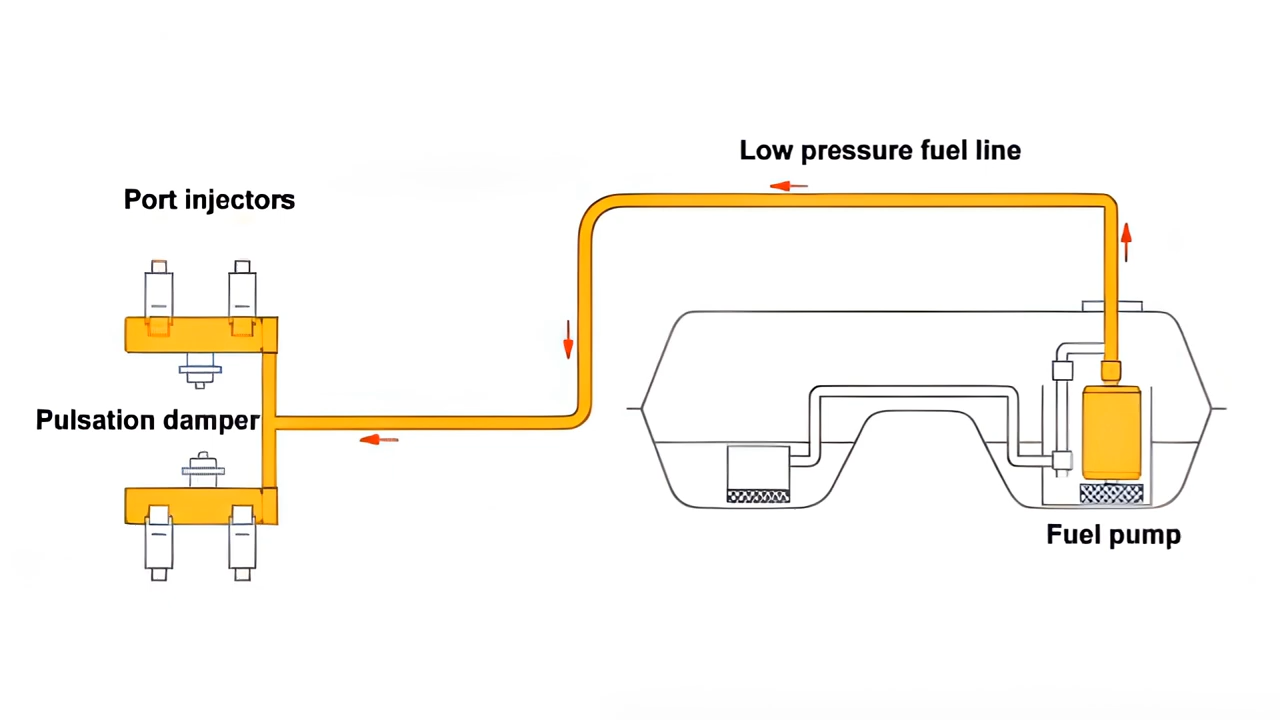 Low pressure fuel line
Port injectors
Pulsation damper
Fuel pump